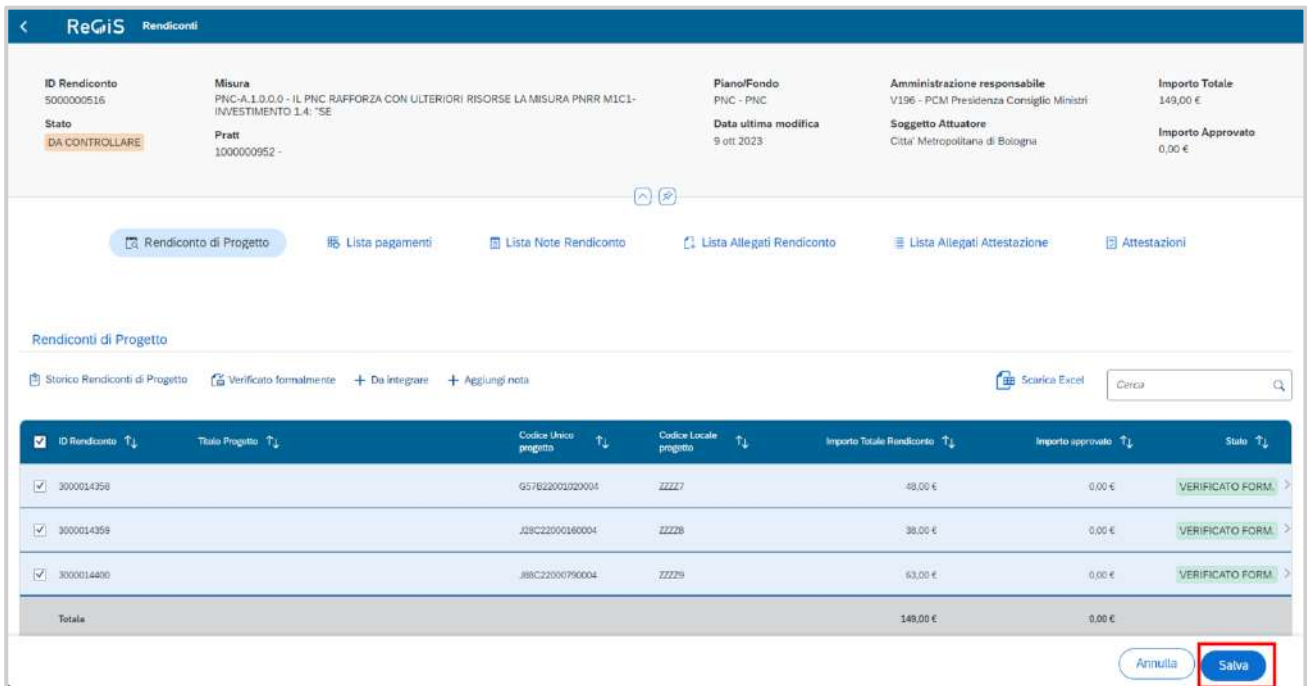 ReGiS Rendiconti
ID Rendiconto
5000000516
Stato
DA CONTROLLARE
Misura
PNC-A.1.0.0.0 - IL PNC RAFFORZA CON ULTERIORI RISORSE LA MISURA PNRR M1C1-
INVESTIMENTO 1.4: "SE
Pratt
1000000952 -
Piano/Fondo
PNC - PNC
Data ultima modifica
9 ott 2023
Amministrazione responsabile
V196 - PCM Presidenza Consiglio Ministri
Soggetto Attuatore
Citta' Metropolitana di Bologna
Importo Totale
149,00 €
Importo Approvato
0,00 €
Rendiconto di Progetto Lista pagamenti Lista Note Rendiconto Lista Allegati Rendiconto Lista Allegati Attestazione Attestazioni
Rendiconti di Progetto
Storico Rendiconti di Progetto Verificato formalmente + Da integrare + Aggiungi nota Scarica Excel Cerca
ID Rendiconto Titolo Progetto Codice Unico progetto Codice Locale progetto Importo Totale Rendiconto Importo approvato Stato
3000014358 G57B22001020004 ZZZZ7 48,00 € 0,00 € VERIFICATO FORM.
3000014359 J28C22000160004 ZZZZ8 38,00 € 0,00 € VERIFICATO FORM.
3000014400 J88C22000790004 ZZZZ9 63,00 € 0,00 € VERIFICATO FORM.
Totale 149,00 € 0,00 €
Annulla Salva